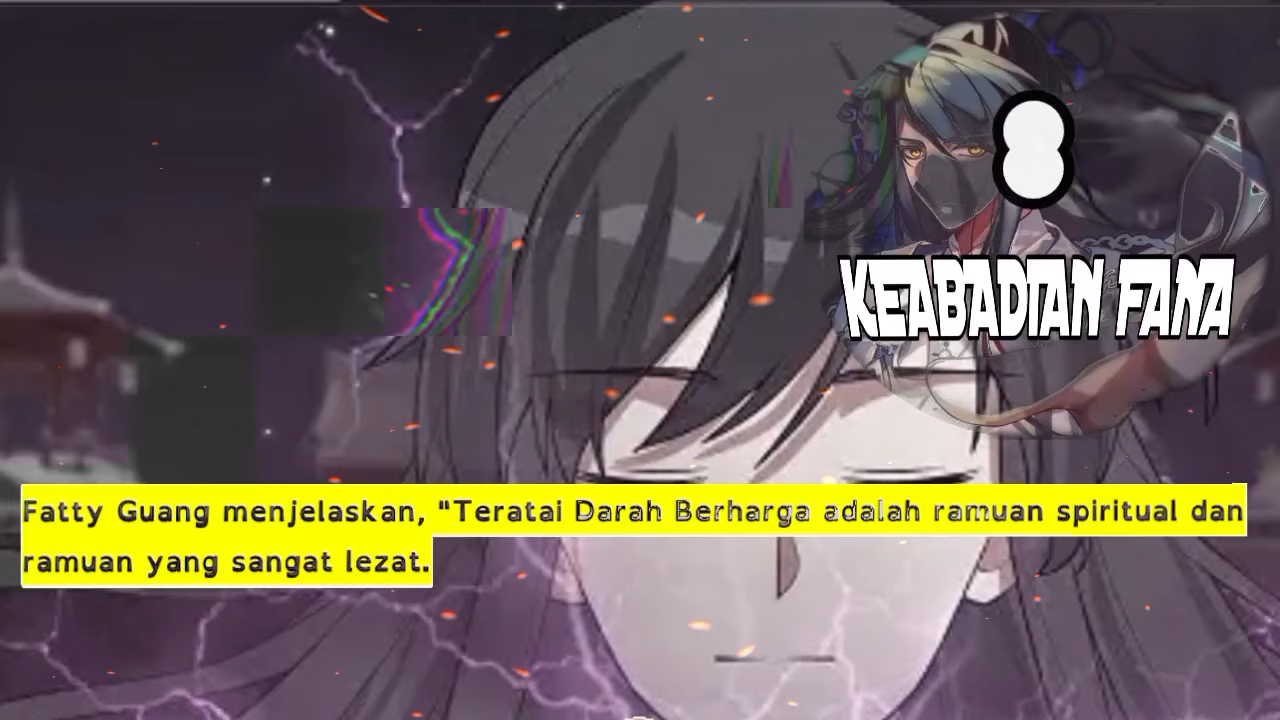 8
KEABADIAN FANA
Fatty Guang menjelaskan, "Teratai Darah Berharga adalah ramuan spiritual dan
ramuan yang sangat lezat.